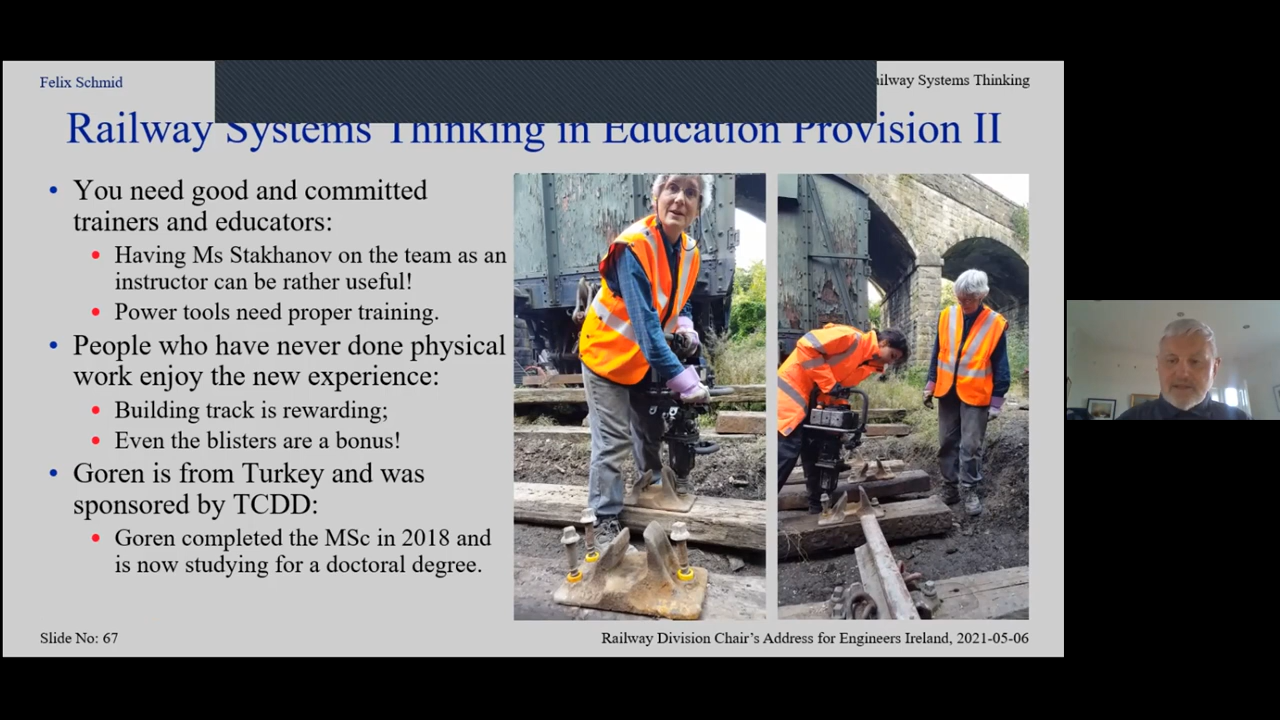 Felix Schmid
ailway Systems Thinking
Railway Systems Thinking in Education Provision II
• You need good and committed
trainers and educators:
• Having Ms Stakhanov on the team as an
instructor can be rather useful!
• Power tools need proper training.
• People who have never done physical
work enjoy the new experience:
• Building track is rewarding;
• Even the blisters are a bonus!
• Goren is from Turkey and was
sponsored by TCDD:
• Goren completed the MSc in 2018 and
is now studying for a doctoral degree.
Slide No: 67
Railway Division Chair's Address for Engineers Ireland, 2021-05-06